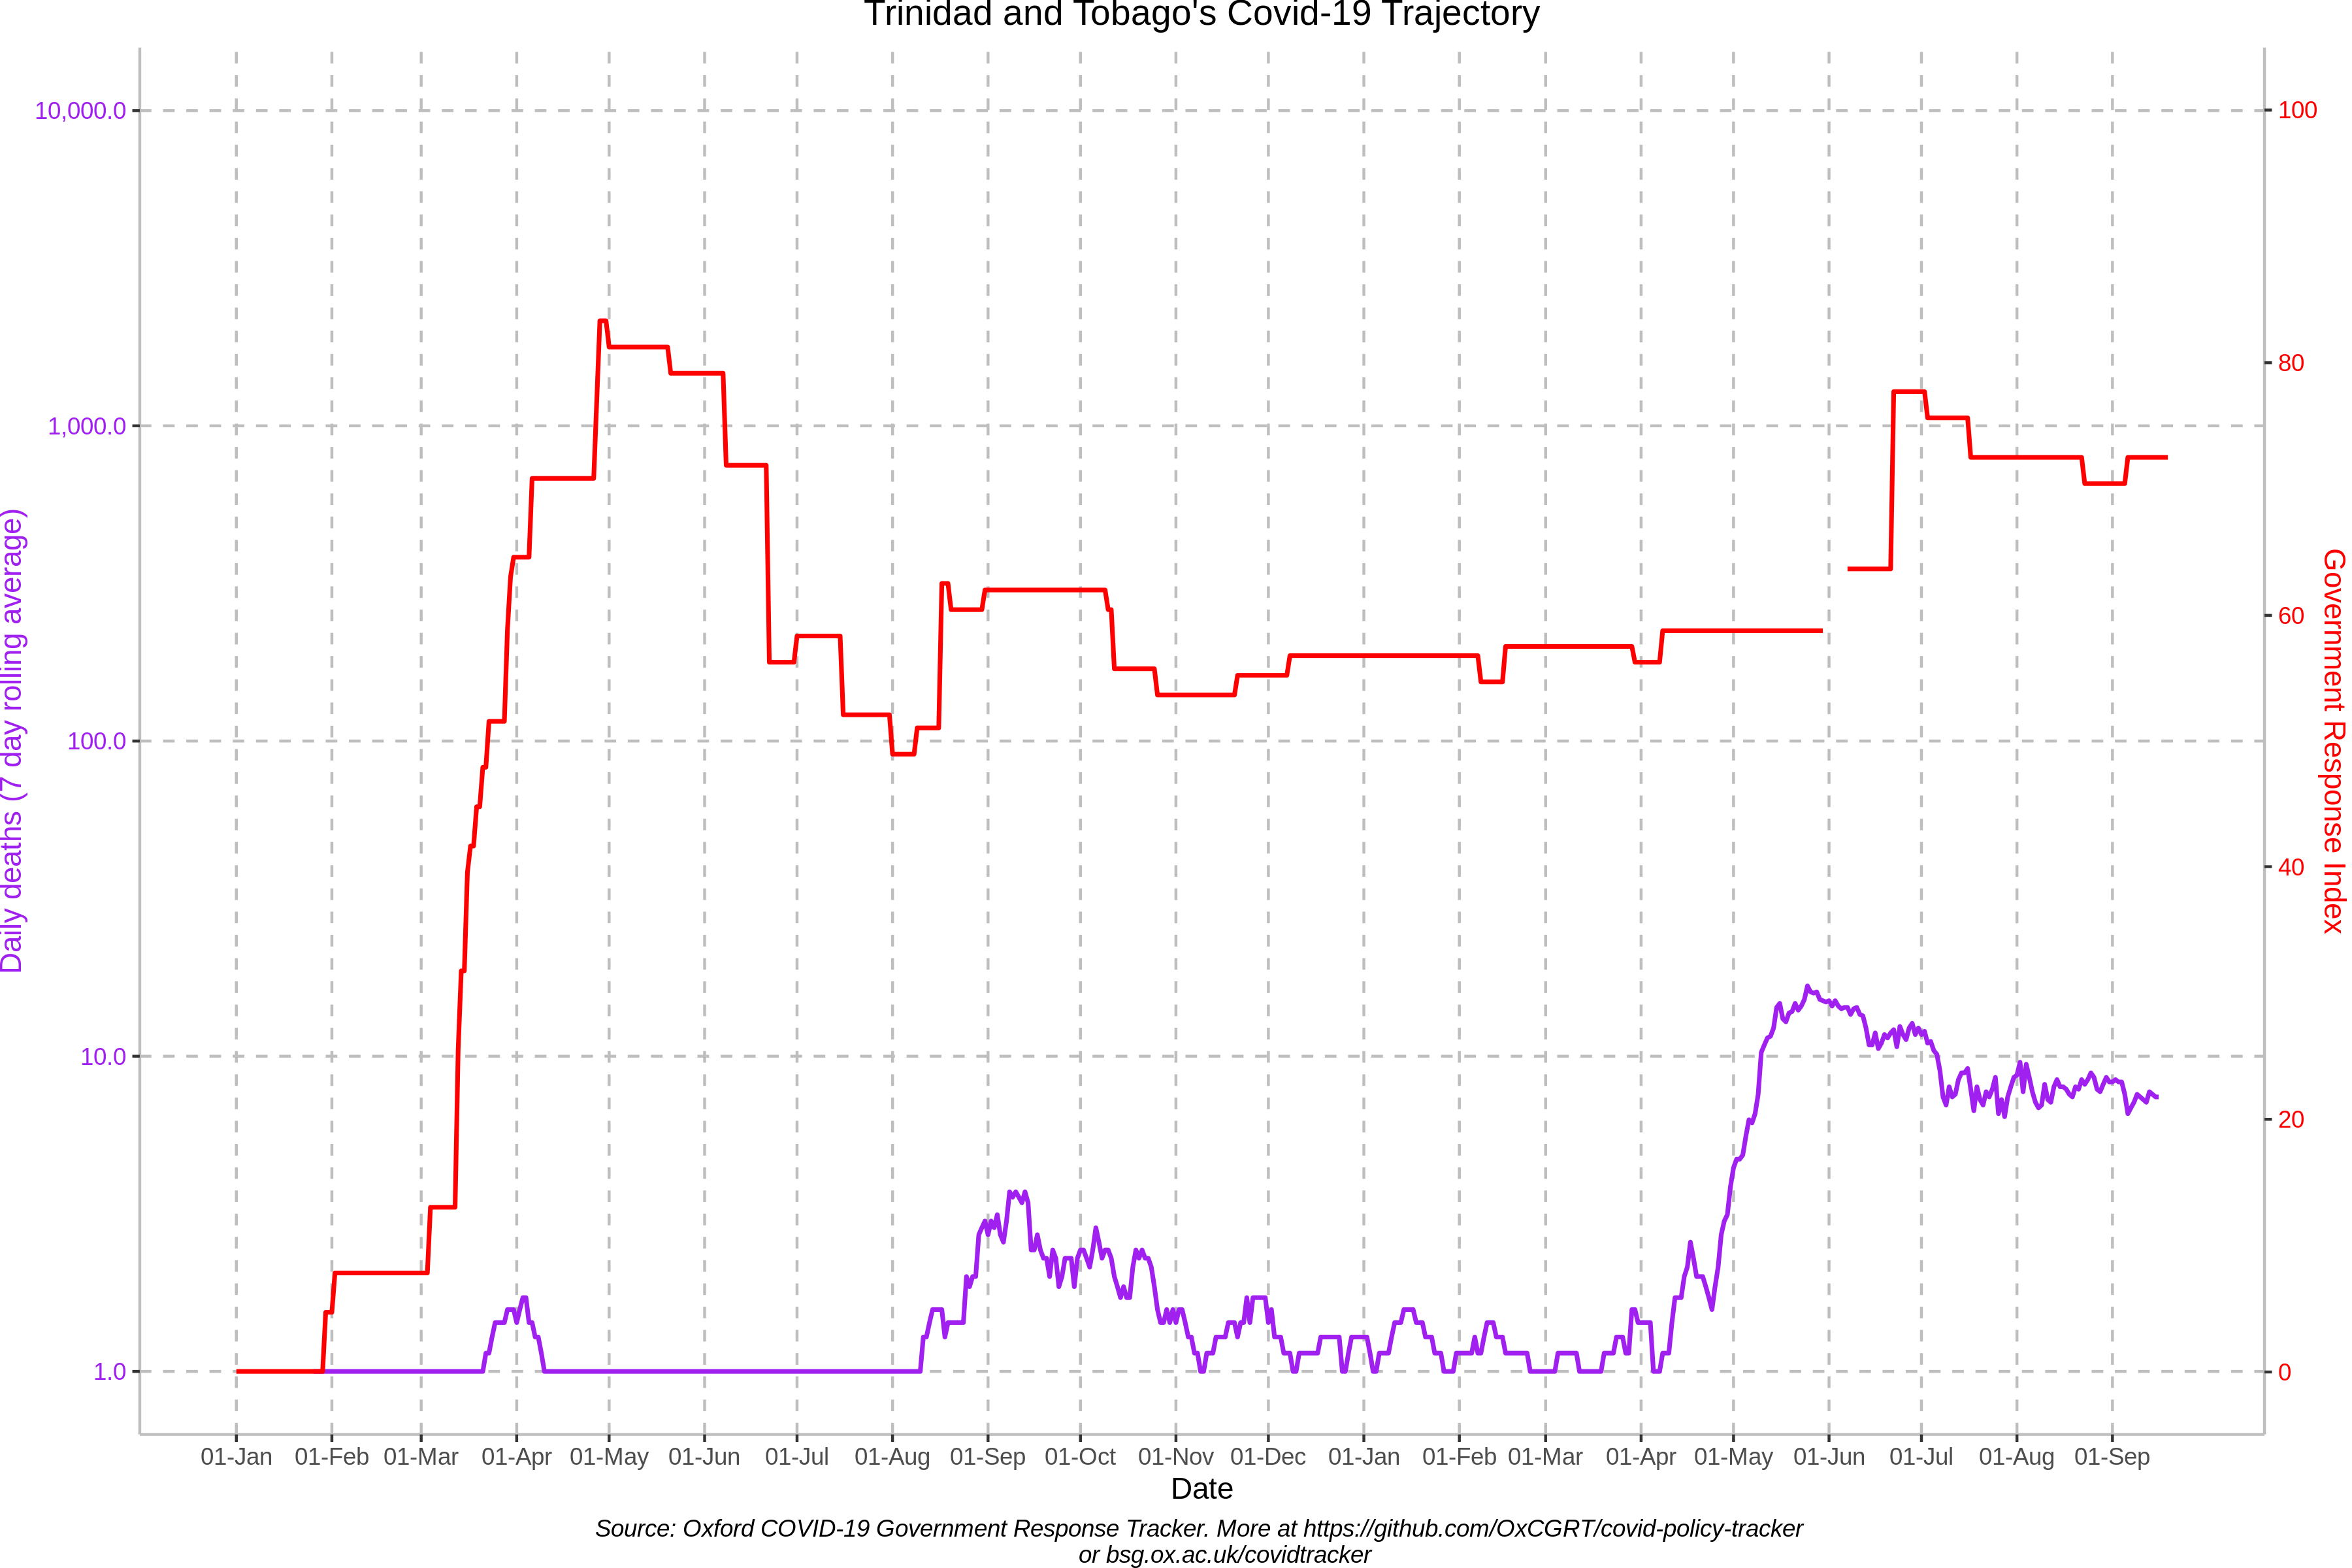 Trinidad and Tobago's Covid-19 Trajectory
10,000.0
1,000.0
100.0
10.0
1.0
Daily deaths (7 day rolling average)
100
80
60
40
20
0
Government Response Index
01-Jan 01-Feb 01-Mar 01-Apr 01-May 01-Jun 01-Jul 01-Aug 01-Sep 01-Oct 01-Nov 01-Dec 01-Jan 01-Feb 01-Mar 01-Apr 01-May 01-Jun 01-Jul 01-Aug 01-Sep
Date
Source: Oxford COVID-19 Government Response Tracker. More at https://github.com/OxCGRT/covid-policy-tracker
or bsg.ox.ac.uk/covidtracker